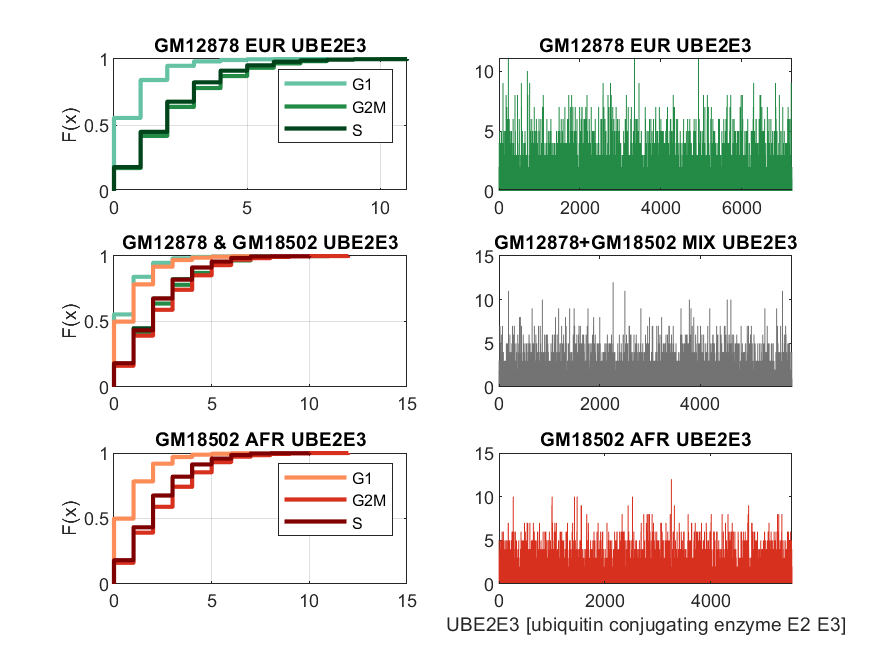 GM12878 EUR UBE2E3
F(x)
1
0.5
0
0 5 10
G1
G2M
S
GM12878 EUR UBE2E3
10
5
0
0 2000 4000 6000
GM12878 & GM18502 UBE2E3
F(x)
1
0.5
0
0 5 10 15
GM12878+GM18502 MIX UBE2E3
15
10
5
0
0 2000 4000
GM18502 AFR UBE2E3
F(x)
1
0.5
0
0 5 10 15
G1
G2M
S
GM18502 AFR UBE2E3
15
10
5
0
0 2000 4000
UBE2E3 [ubiquitin conjugating enzyme E2 E3]